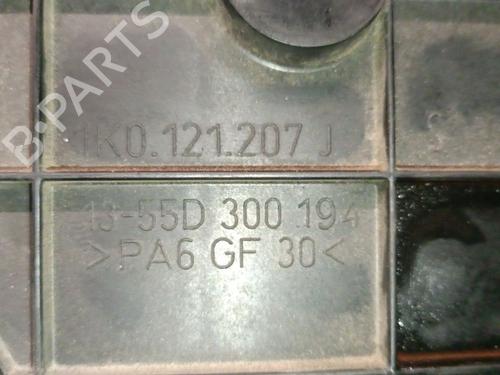 B-PARTS
1K0.121.207 J
13-55D 300 194
>PA6 GF 30<